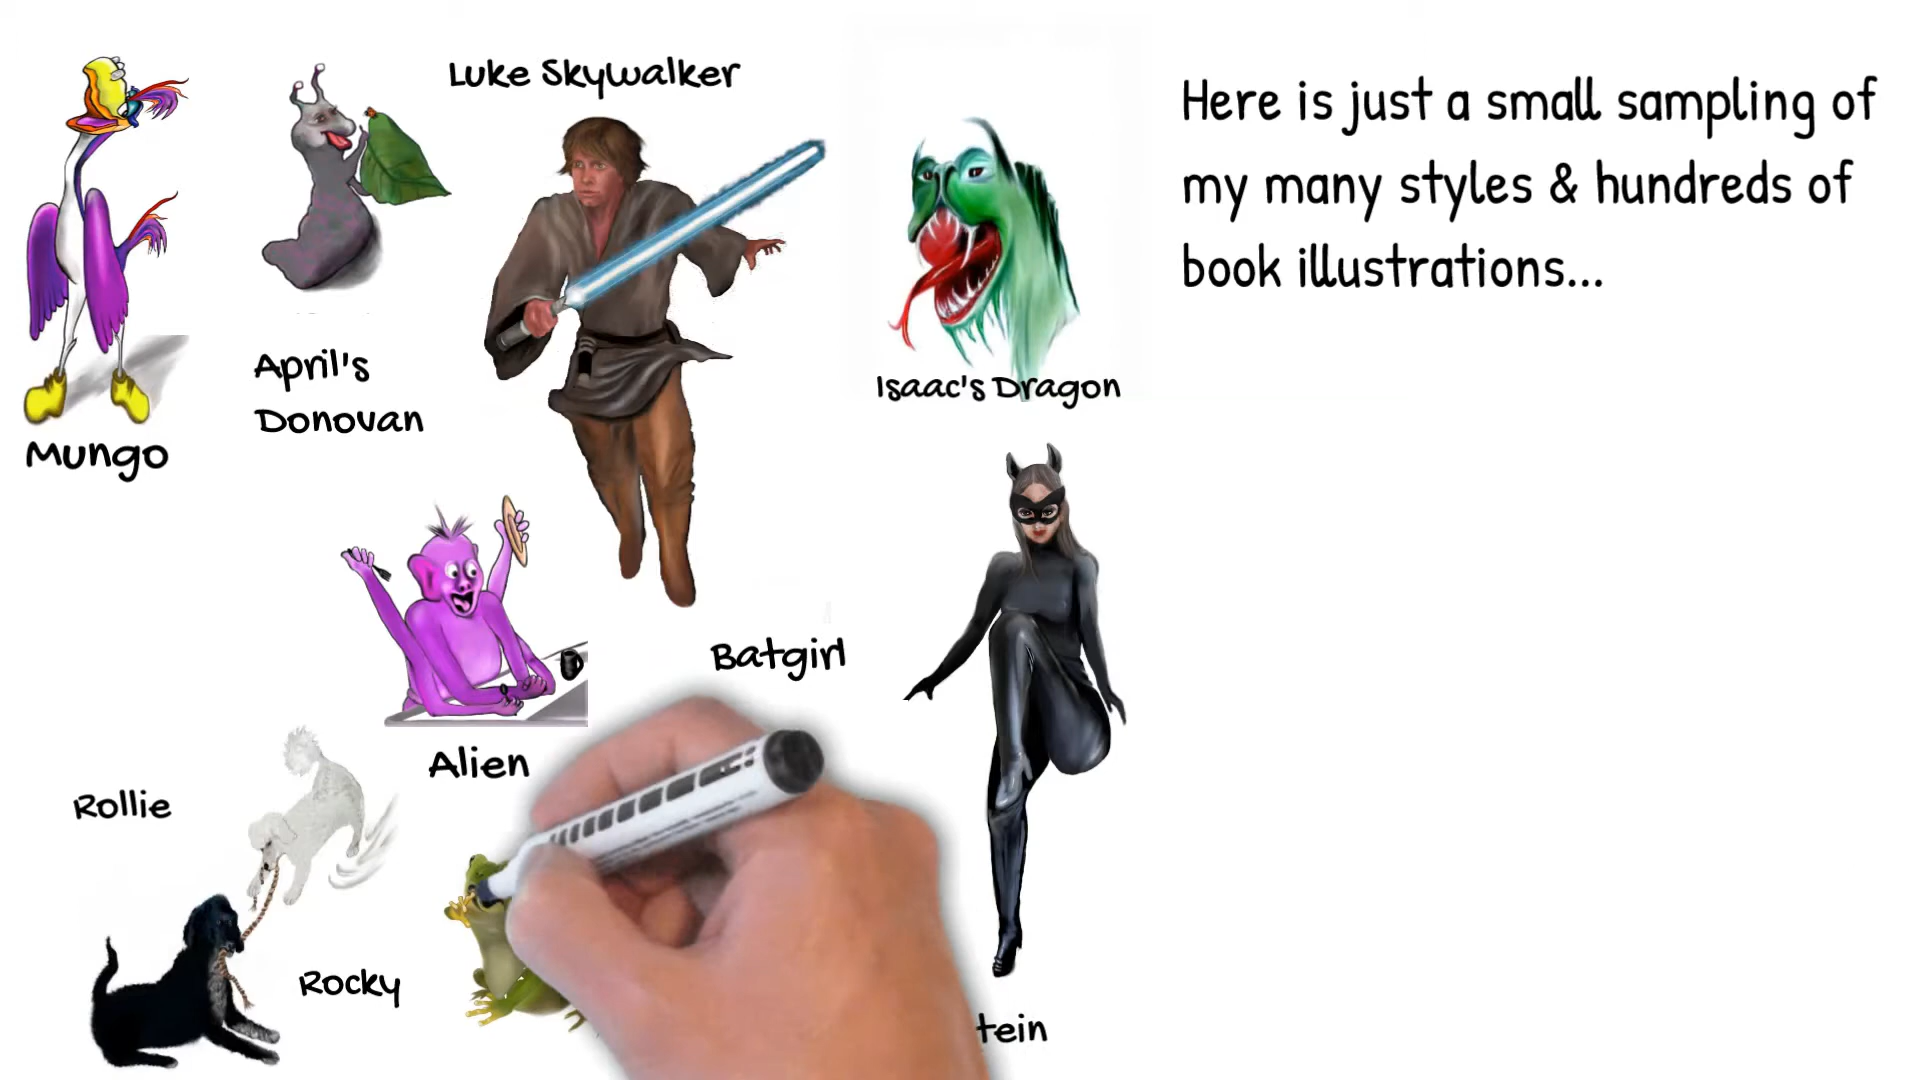 Luke Skywalker
Here is just a small sampling of
my many styles & hundreds of
book illustrations...
April's
Donovan
Isaac's Dragon
Mungo
Batgirl
Alien
Rollie
Rocky
tein